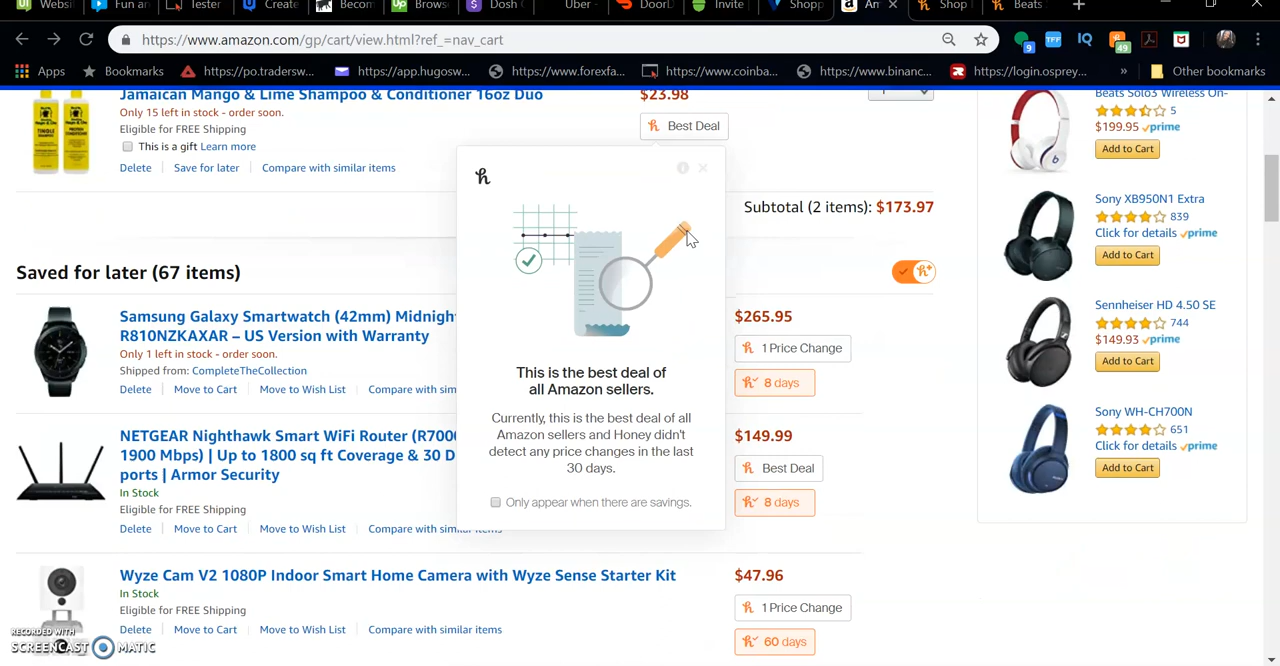 Websi
Fun an
Tester
Create
Becom
Up
Brows
Dosh
Uber
DoorD
Invite
Shopp
Am
Shop
Beats
https://www.amazon.com/gp/cart/view.html?ref_=nav_cart
9
TFF
IQ
49
Apps
Bookmarks
https://po.tradersw...
https://app.hugosw...
https://www.forexfa...
https://www.coinba...
https://www.binanc...
https://login.osprey...
»
Other bookmarks
Jamaican Mango & Lime Shampoo & Conditioner 16oz Duo
$23.98
Only 15 left in stock - order soon.
Eligible for FREE Shipping
Best Deal
This is a gift Learn more
Delete
Save for later
Compare with similar items
Subtotal (2 items): $173.97
Saved for later (67 items)
Samsung Galaxy Smartwatch (42mm) Midnigh
R810NZKAXAR – US Version with Warranty
Only 1 left in stock - order soon.
Shipped from: CompleteTheCollection
Delete
Move to Cart
Move to Wish List
Compare with sim
$265.95
1 Price Change
8 days
NETGEAR Nighthawk Smart WiFi Router (R7000
1900 Mbps) | Up to 1800 sq ft Coverage & 30 D
ports | Armor Security
In Stock
Eligible for FREE Shipping
Delete
Move to Cart
Move to Wish List
Compare with similar items
$149.99
Best Deal
8 days
Wyze Cam V2 1080P Indoor Smart Home Camera with Wyze Sense Starter Kit
In Stock
Eligible for FREE Shipping
Delete
Move to Cart
Move to Wish List
Compare with similar items
$47.96
1 Price Change
60 days
h
This is the best deal of
all Amazon sellers.
Currently, this is the best deal of all
Amazon sellers and Honey didn't
detect any price changes in the last
30 days.
Only appear when there are savings.
Beats Solo3 Wireless On-
5
$199.95 prime
Add to Cart
Sony XB950N1 Extra
839
Click for details prime
Add to Cart
Sennheiser HD 4.50 SE
744
$149.93 prime
Add to Cart
Sony WH-CH700N
651
Click for details prime
Add to Cart
RECORDED WITH
SCREENCAST MATIC